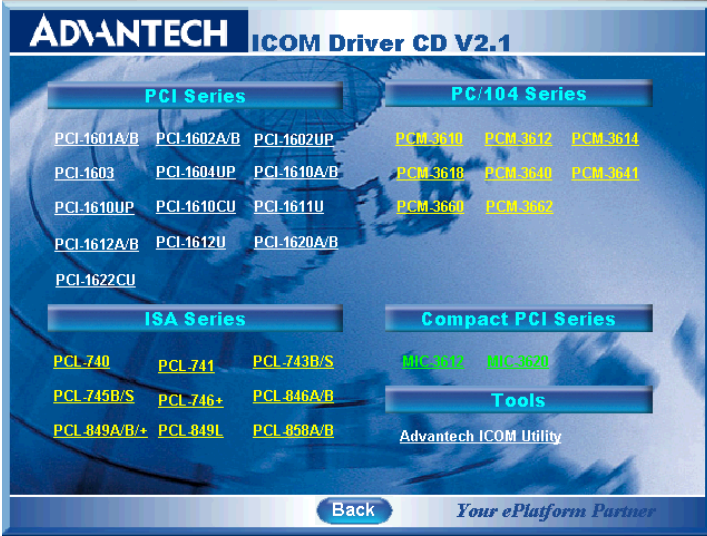 ADVANTECH ICOM Driver CD V2.1
PCI Series
PCI-1601A/B PCI-1602A/B PCI-1602UP
PCI-1603 PCI-1604UP PCI-1610A/B
PCI-1610UP PCI-1610CU PCI-1611U
PCI-1612A/B PCI-1612U PCI-1620A/B
PCI-1622CU
PC/104 Series
PCM-3610 PCM-3612 PCM-3614
PCM-3618 PCM-3640 PCM-3641
PCM-3660 PCM-3662
ISA Series
PCL-740 PCL-741 PCL-743B/S
PCL-745B/S PCL-746+ PCL-846A/B
PCL-849A/B/+ PCL-849L PCL-858A/B
Compact PCI Series
MIC-3612 MIC-3620
Tools
Advantech ICOM Utility
Back
Your ePlatform Partner